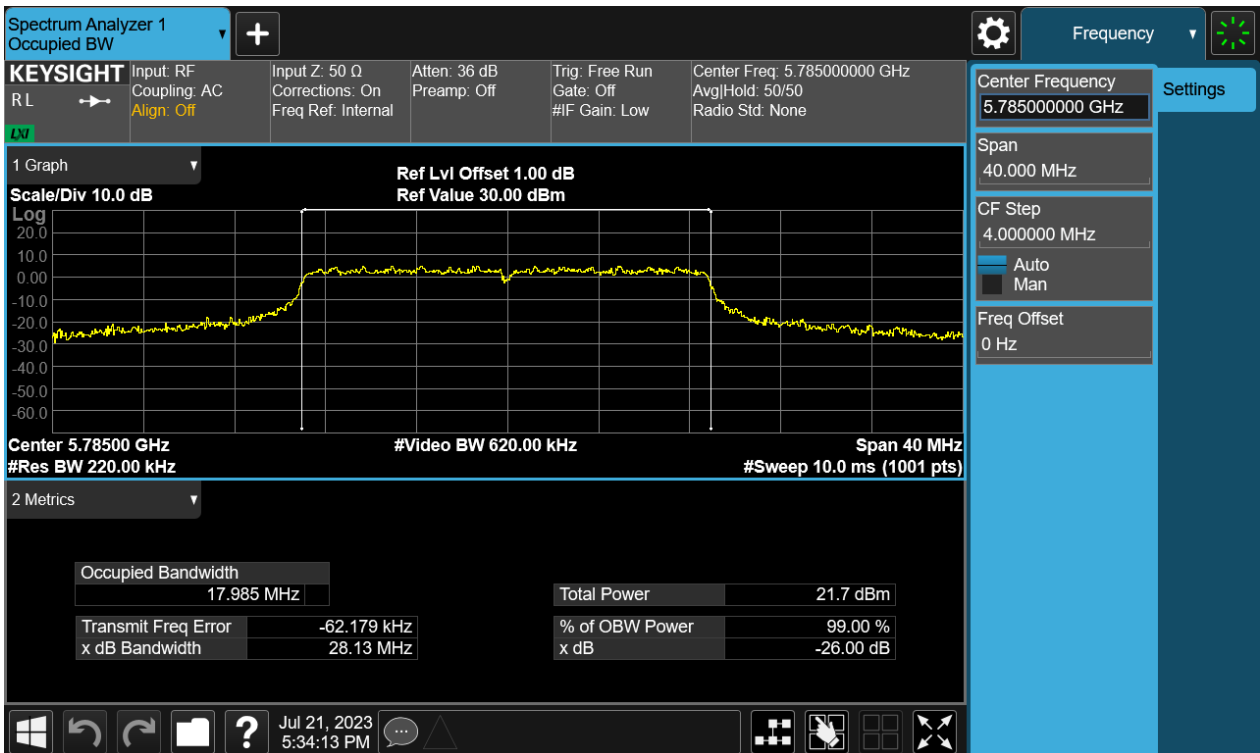 Spectrum Analyzer 1
Occupied BW
+
Frequency
KEYSIGHT
RL
LXI
Input: RF
Coupling: AC
Align: Off
Input Z: 50 Ω
Corrections: On
Freq Ref: Internal
Atten: 36 dB
Preamp: Off
Trig: Free Run
Gate: Off
#IF Gain: Low
Center Freq: 5.785000000 GHz
Avg|Hold: 50/50
Radio Std: None
Center Frequency
5.785000000 GHz
Settings
Span
40.000 MHz
CF Step
4.000000 MHz
Auto
Man
Freq Offset
0 Hz
1 Graph
Ref Lvl Offset 1.00 dB
Scale/Div 10.0 dB
Ref Value 30.00 dBm
Log
20.0
10.0
0.00
-10.0
-20.0
-30.0
-40.0
-50.0
-60.0
Center 5.78500 GHz
#Video BW 620.00 kHz
Span 40 MHz
#Res BW 220.00 kHz
#Sweep 10.0 ms (1001 pts)
2 Metrics
Occupied Bandwidth
17.985 MHz
Total Power
21.7 dBm
Transmit Freq Error
-62.179 kHz
% of OBW Power
99.00 %
x dB Bandwidth
28.13 MHz
x dB
-26.00 dB
?
Jul 21, 2023
5:34:13 PM
...